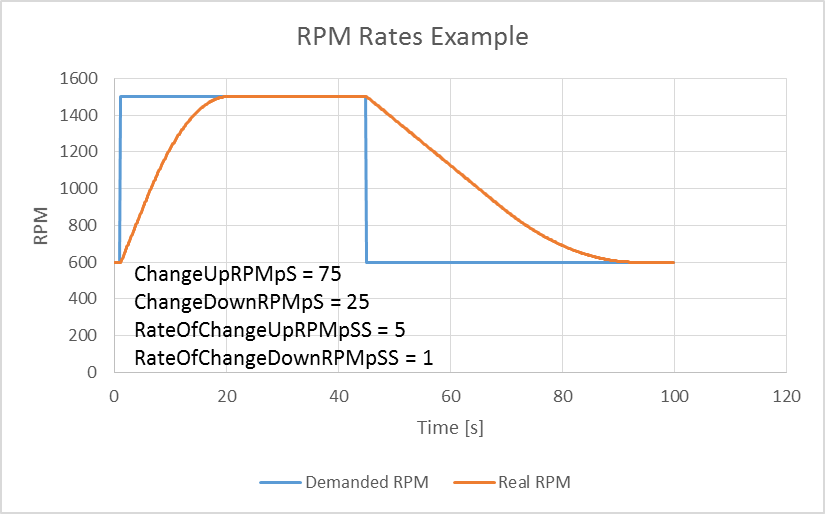 RPM Rates Example
1600
1400
1200
1000
800
600
400
200
0
RPM
ChangeUpRPMpS = 75
ChangeDownRPMpS = 25
RateOfChangeUpRPMpSS = 5
RateOfChangeDownRPMpSS = 1
0 20 40 60 80 100 120
Time [s]
Demanded RPM Real RPM